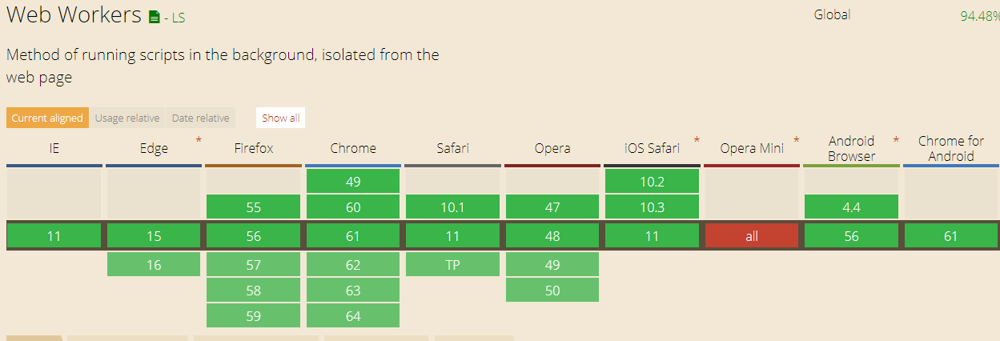 Web Workers - LS
Global 94.48%
Method of running scripts in the background, isolated from the
web page
Current aligned Usage relative Date relative Show all
IE Edge * Firefox Chrome Safari Opera iOS Safari * Opera Mini * Android Browser * Chrome for Android
49 10.2
55 60 10.1 47 10.3 4.4
11 15 56 61 11 48 11 all 56 61
16 57 62 TP 49
58 63 50
59 64